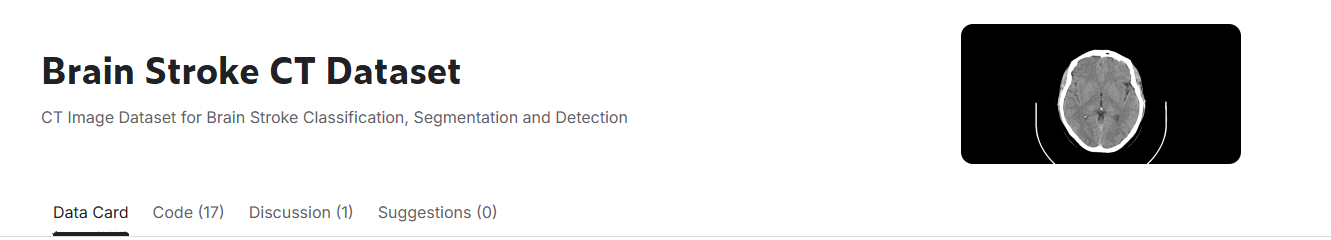 Brain Stroke CT Dataset
CT Image Dataset for Brain Stroke Classification, Segmentation and Detection
Data Card Code (17) Discussion (1) Suggestions (0)